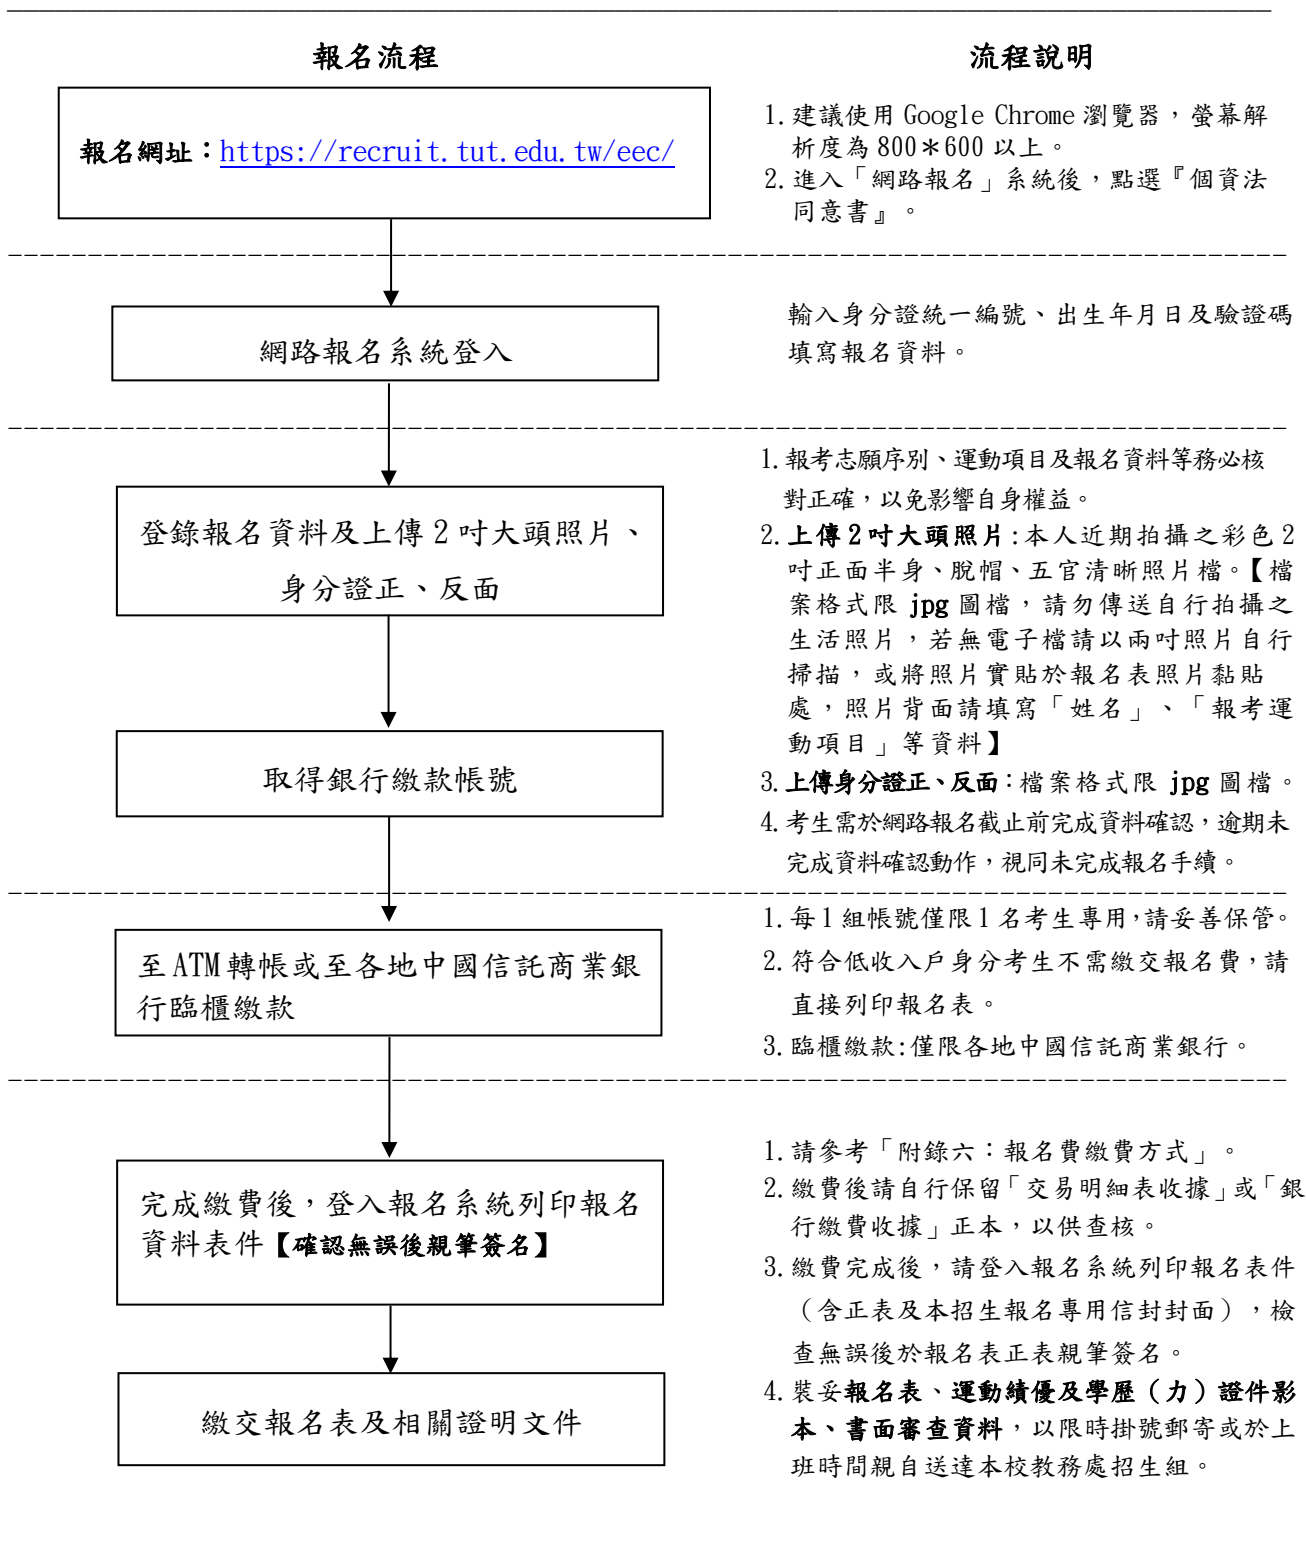 報名流程
流程說明
報名網址：https://recruit.tut.edu.tw/eec/
1.建議使用 Google Chrome 瀏覽器，螢幕解
析度為 800＊600 以上。
2.進入「網路報名」系統後，點選『個資法
同意書』。
網路報名系統登入
輸入身分證統一編號、出生年月日及驗證碼
填寫報名資料。
登錄報名資料及上傳 2 吋大頭照片、
身分證正、反面
取得銀行繳款帳號
1.報考志願序別、運動項目及報名資料等務必核
對正確，以免影響自身權益。
2.上傳 2 吋大頭照片:本人近期拍攝之彩色 2
吋正面半身、脫帽、五官清晰照片檔。【檔
案格式限 jpg 圖檔，請勿傳送自行拍攝之
生活照片，若無電子檔請以兩吋照片自行
掃描，或將照片實貼於報名表照片黏貼
處，照片背面請填寫「姓名」、「報考運
動項目」等資料】
3.上傳身分證正、反面:檔案格式限 jpg 圖檔。
4.考生需於網路報名截止前完成資料確認，逾期未
完成資料確認動作，視同未完成報名手續。
至 ATM 轉帳或至各地中國信託商業銀
行臨櫃繳款
1.每 1 組帳號僅限 1 名考生專用，請妥善保管。
2.符合低收入戶身分考生不需繳交報名費，請
直接列印報名表。
3.臨櫃繳款:僅限各地中國信託商業銀行。
完成繳費後，登入報名系統列印報名
資料表件【確認無誤後親筆簽名】
繳交報名表及相關證明文件
1.請參考「附錄六：報名費繳費方式」。
2.繳費後請自行保留「交易明細表收據」或「銀
行繳費收據」正本，以供查核。
3.繳費完成後，請登入報名系統列印報名表件
（含正表及本招生報名專用信封封面），檢
查無誤後於報名表正表親筆簽名。
4.裝妥報名表、運動績優及學歷（力）證件影
本、書面審查資料，以限時掛號郵寄或於上
班時間親自送達本校教務處招生組。